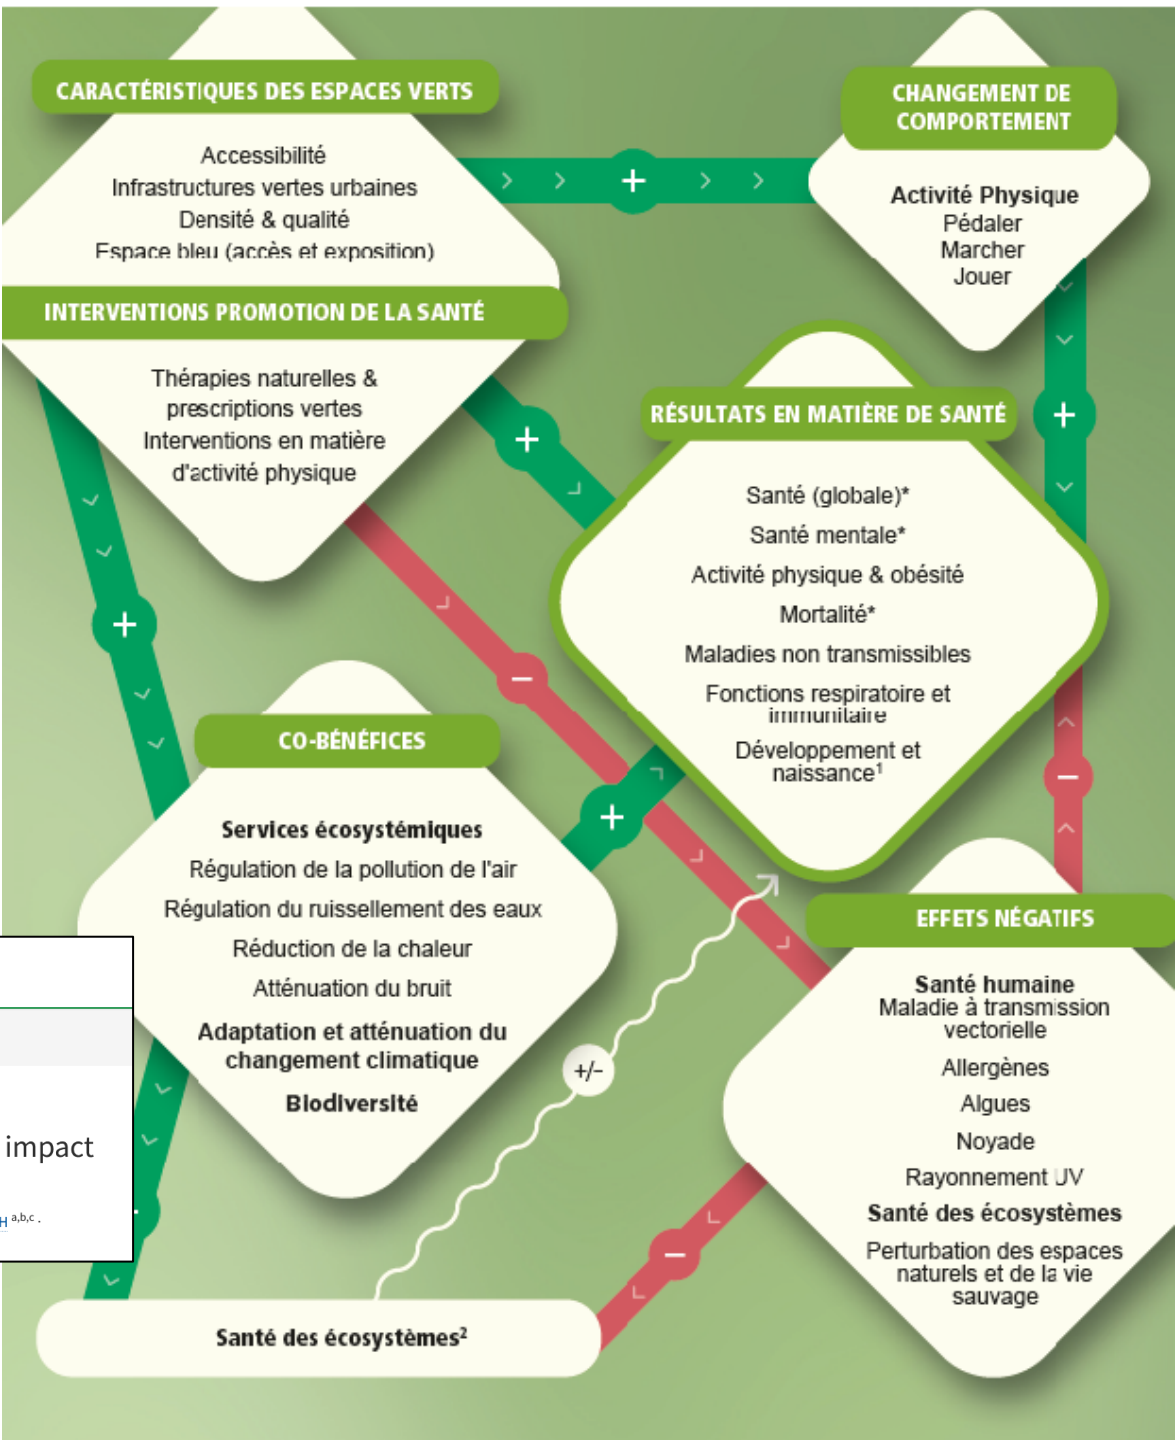 CARACTÉRISTIQUES DES ESPACES VERTS
Accessibilité
Infrastructures vertes urbaines
Densité & qualité
Espace bleu (accès et exposition)
INTERVENTIONS PROMOTION DE LA SANTÉ
Thérapies naturelles &
prescriptions vertes
Interventions en matière
d'activité physique
+
CHANGEMENT DE
COMPORTEMENT
Activité Physique
Pédaler
Marcher
Jouer
+
+
RÉSULTATS EN MATIÈRE DE SANTÉ
Santé (globale)*
Santé mentale*
Activité physique & obésité
Mortalité*
Maladies non transmissibles
Fonctions respiratoire et
immunitaire
Développement et
naissance¹
+
−
−
+
CO-BÉNÉFICES
Services écosystémiques
Régulation de la pollution de l'air
Régulation du ruissellement des eaux
Réduction de la chaleur
Atténuation du bruit
Adaptation et atténuation du
changement climatique
Biodiversité
+/-
EFFETS NÉGATIFS
Santé humaine
Maladie à transmission
vectorielle
Allergènes
Algues
Noyade
Rayonnement UV
Santé des écosystèmes
Perturbation des espaces
naturels et de la vie
sauvage
impact
H a,b,c .
−
Santé des écosystèmes²